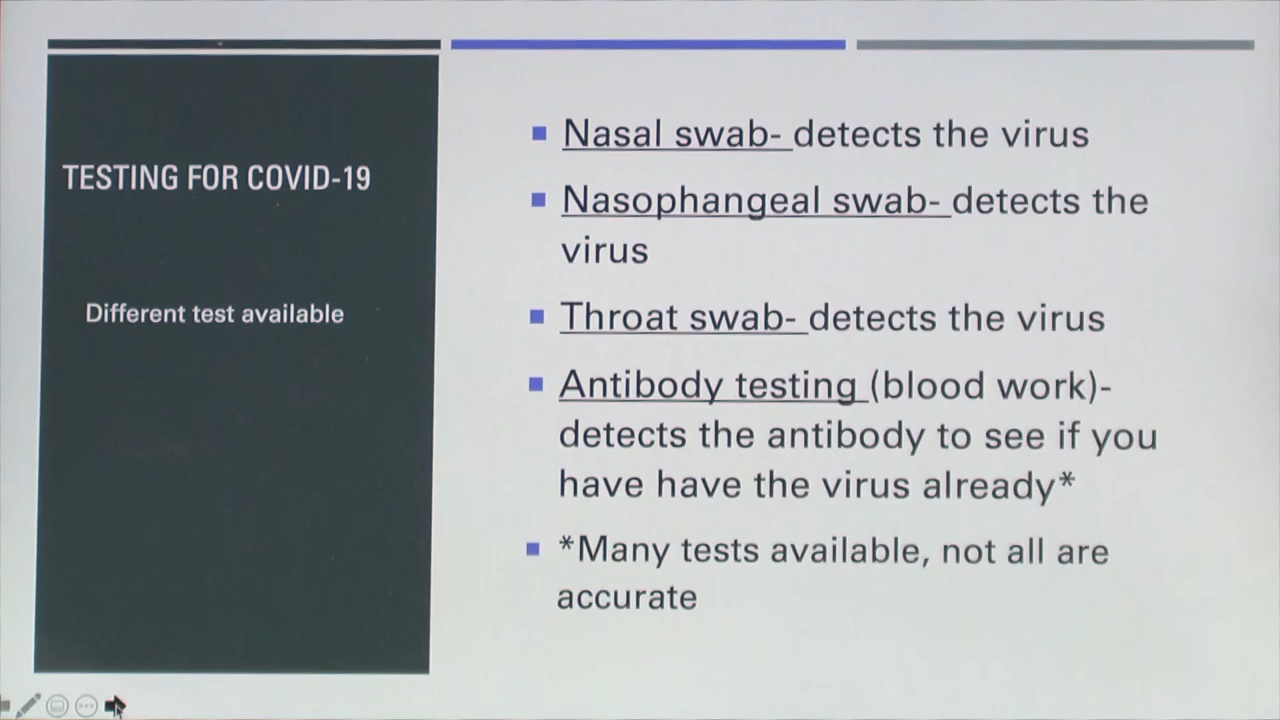 TESTING FOR COVID-19
Different test available
Nasal swab- detects the virus
Nasophangeal swab- detects the
virus
Throat swab- detects the virus
Antibody testing (blood work)-
detects the antibody to see if you
have have the virus already*
*Many tests available, not all are
accurate